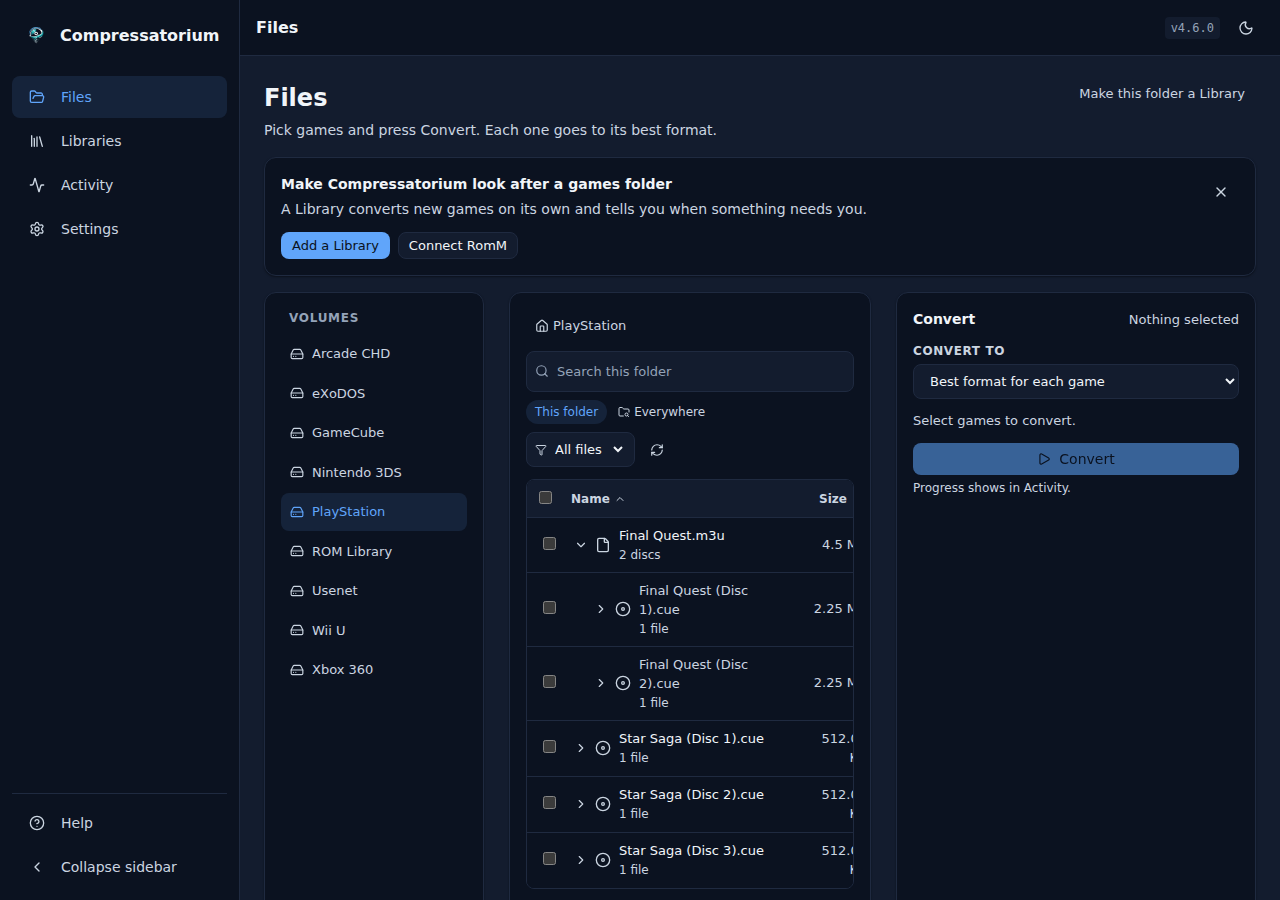 Compressatorium
Files
Libraries
Activity
Settings
Help
Collapse sidebar
Files
v4.6.0
Files
Make this folder a Library
Pick games and press Convert. Each one goes to its best format.
Make Compressatorium look after a games folder
A Library converts new games on its own and tells you when something needs you.
Add a Library
Connect RomM
VOLUMES
Arcade CHD
eXoDOS
GameCube
Nintendo 3DS
PlayStation
ROM Library
Usenet
Wii U
Xbox 360
PlayStation
Search this folder
This folder
Everywhere
All files
Name
Size
Final Quest.m3u
2 discs
4.5
Final Quest (Disc
1).cue
1 file
2.25
Final Quest (Disc
2).cue
1 file
2.25
Star Saga (Disc 1).cue
1 file
Star Saga (Disc 2).cue
1 file
Star Saga (Disc 3).cue
1 file
Convert
Nothing selected
CONVERT TO
Best format for each game
Select games to convert.
Convert
Progress shows in Activity.